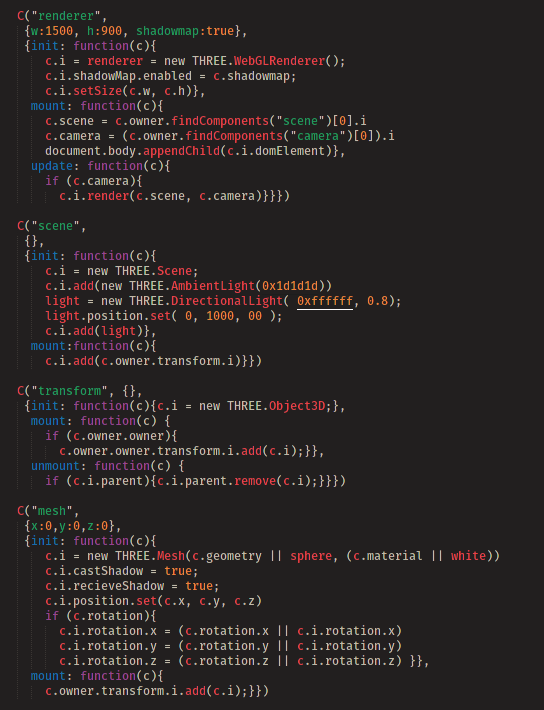 C("renderer",
{w:1500, h:900, shadowmap:true},
{init: function(c){
c.i = renderer = new THREE.WebGLRenderer();
c.i.shadowMap.enabled = c.shadowmap;
c.i.setSize(c.w, c.h)},
mount: function(c){
c.scene = c.owner.findComponents("scene")[0].i
c.camera = (c.owner.findComponents("camera")[0]).i
document.body.appendChild(c.i.domElement)},
update: function(c){
if (c.camera){
c.i.render(c.scene, c.camera)}}})
C("scene",
{},
{init: function(c){
c.i = new THREE.Scene;
c.i.add(new THREE.AmbientLight(0x1d1d1d))
light = new THREE.DirectionalLight( 0xffffff, 0.8);
light.position.set( 0, 1000, 00 );
c.i.add(light)},
mount:function(c){
c.i.add(c.owner.transform.i)}})
C("transform", {},
{init: function(c){c.i = new THREE.Object3D;},
mount: function(c) {
if (c.owner.owner){
c.owner.owner.transform.i.add(c.i);}},
unmount: function(c) {
if (c.i.parent){c.i.parent.remove(c.i);}}})
C("mesh",
{x:0,y:0,z:0},
{init: function(c){
c.i = new THREE.Mesh(c.geometry || sphere, (c.material || white))
c.i.castShadow = true;
c.i.recieveShadow = true;
c.i.position.set(c.x, c.y, c.z)
if (c.rotation){
c.i.rotation.x = (c.rotation.x || c.i.rotation.x)
c.i.rotation.y = (c.rotation.y || c.i.rotation.y)
c.i.rotation.z = (c.rotation.z || c.i.rotation.z) }},
mount: function(c){
c.owner.transform.i.add(c.i);}})